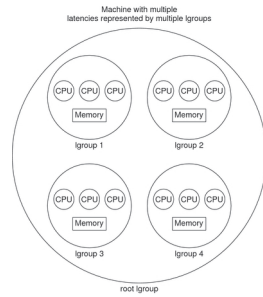 Machine with multiple
latencies represented by multiple lgroups
CPU CPU CPU
Memory
lgroup 1
CPU CPU CPU
Memory
lgroup 2
CPU CPU CPU
Memory
lgroup 3
CPU CPU CPU
Memory
lgroup 4
root lgroup